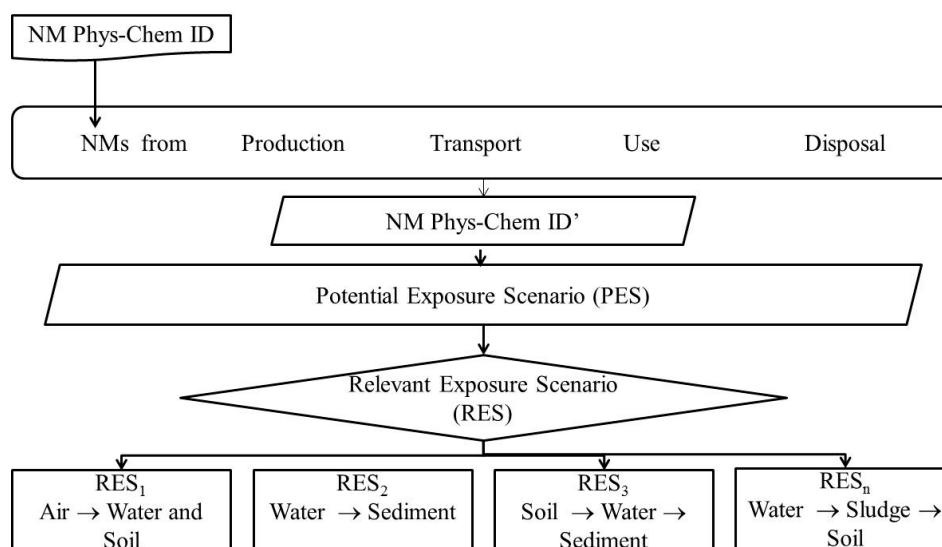 NM Phys-Chem ID
NMs from Production Transport Use Disposal
NM Phys-Chem ID’
Potential Exposure Scenario (PES)
Relevant Exposure Scenario
(RES)
RES₁
Air → Water and
Soil
RES₂
Water → Sediment
RES₃
Soil → Water →
Sediment
RESₙ
Water → Sludge →
Soil